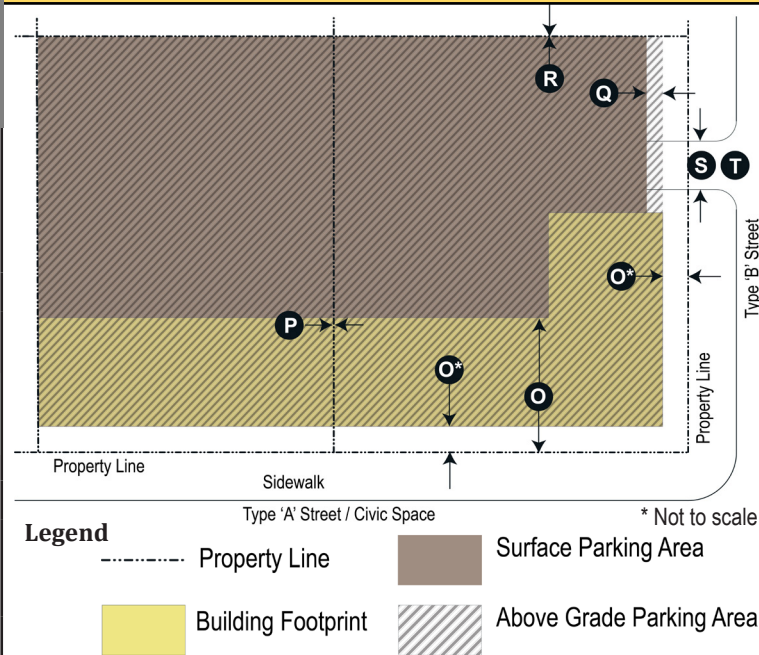 R
Q
S T
Type 'B' Street
O*
P
O*
O
Property Line
Property Line
Sidewalk
Type 'A' Street / Civic Space
* Not to scale
Legend
Property Line
Surface Parking Area
Building Footprint
Above Grade Parking Area